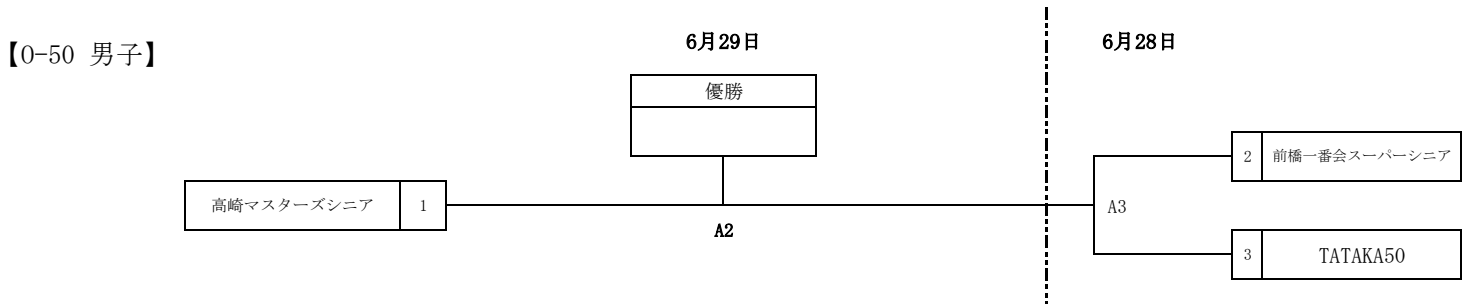 【O-50 男子】
6月29日
6月28日
優勝
高崎マスターズシニア 1
A2
A3
2 前橋一番会スーパーシニア
3 TATAKA50